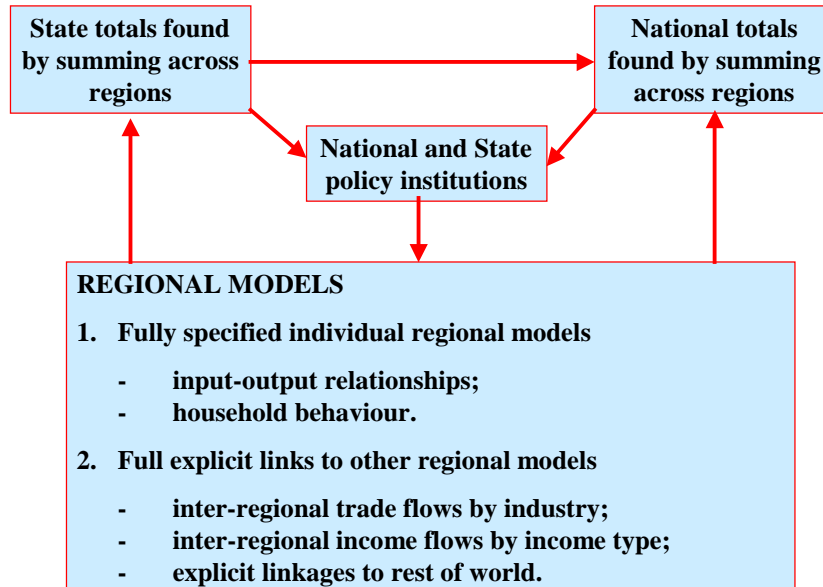 State totals found
by summing across
regions
National totals
found by summing
across regions
National and State
policy institutions
REGIONAL MODELS
1. Fully specified individual regional models
- input-output relationships;
- household behaviour.
2. Full explicit links to other regional models
- inter-regional trade flows by industry;
- inter-regional income flows by income type;
- explicit linkages to rest of world.